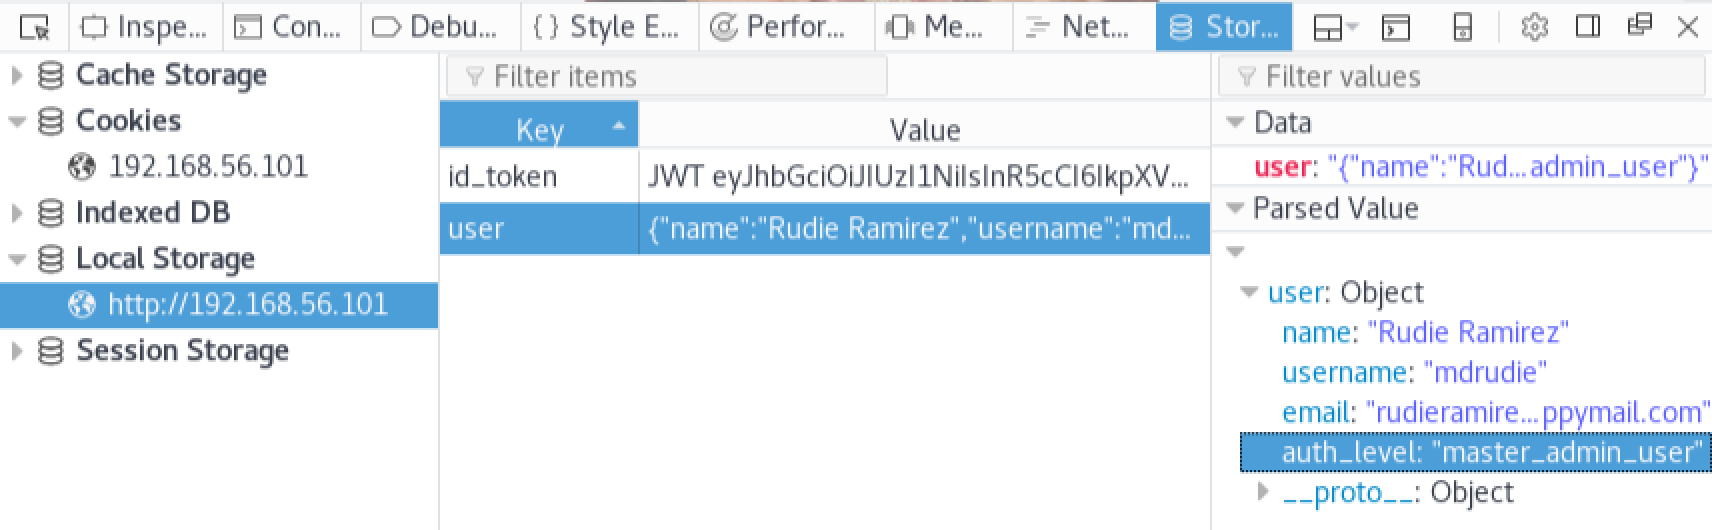 Inspe... Con... Debu... { } Style E... Perfor... Me... Net... Stor...
Cache Storage
Cookies
192.168.56.101
Indexed DB
Local Storage
http://192.168.56.101
Session Storage
Filter items
Key Value
id_token JWT eyJhbGciOiJIUzI1NiIsInR5cCI6IkpXV...
user {"name":"Rudie Ramirez","username":"md...
Filter values
Data
user: "{"name":"Rud...admin_user"}"
Parsed Value
user: Object
name: "Rudie Ramirez"
username: "mdrudie"
email: "rudieramire...ppymail.com"
auth_level: "master_admin_user"
__proto__: Object